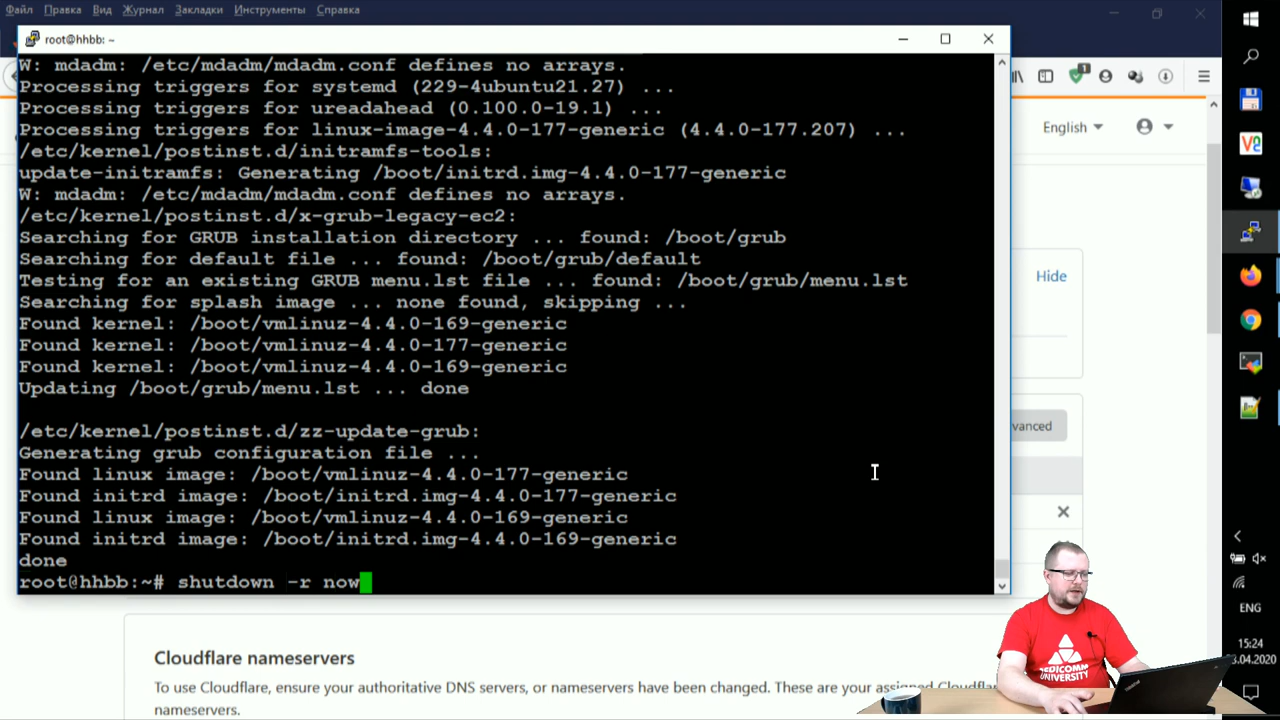 Файл Правка Вид Журнал Закладки Инструменты Справка
root@hhbb: ~
W: mdadm: /etc/mdadm/mdadm.conf defines no arrays.
Processing triggers for systemd (229-4ubuntu21.27) ...
Processing triggers for ureadahead (0.100.0-19.1) ...
Processing triggers for linux-image-4.4.0-177-generic (4.4.0-177.207) ...
/etc/kernel/postinst.d/initramfs-tools:
update-initramfs: Generating /boot/initrd.img-4.4.0-177-generic
W: mdadm: /etc/mdadm/mdadm.conf defines no arrays.
/etc/kernel/postinst.d/x-grub-legacy-ec2:
Searching for GRUB installation directory ... found: /boot/grub
Searching for default file ... found: /boot/grub/default
Testing for an existing GRUB menu.lst file ... found: /boot/grub/menu.lst
Searching for splash image ... none found, skipping ...
Found kernel: /boot/vmlinuz-4.4.0-169-generic
Found kernel: /boot/vmlinuz-4.4.0-177-generic
Found kernel: /boot/vmlinuz-4.4.0-169-generic
Updating /boot/grub/menu.lst ... done
/etc/kernel/postinst.d/zz-update-grub:
Generating grub configuration file ...
Found linux image: /boot/vmlinuz-4.4.0-177-generic
Found initrd image: /boot/initrd.img-4.4.0-177-generic
Found linux image: /boot/vmlinuz-4.4.0-169-generic
Found initrd image: /boot/initrd.img-4.4.0-169-generic
done
root@hhbb:~# shutdown -r now
1
English
Hide
vanced
Cloudflare nameservers
To use Cloudflare, ensure your authoritative DNS servers, or nameservers have been changed. These are your assigned Cloudfla
nameservers.
UNIVERSITY
ENG
15:24
3.04.2020